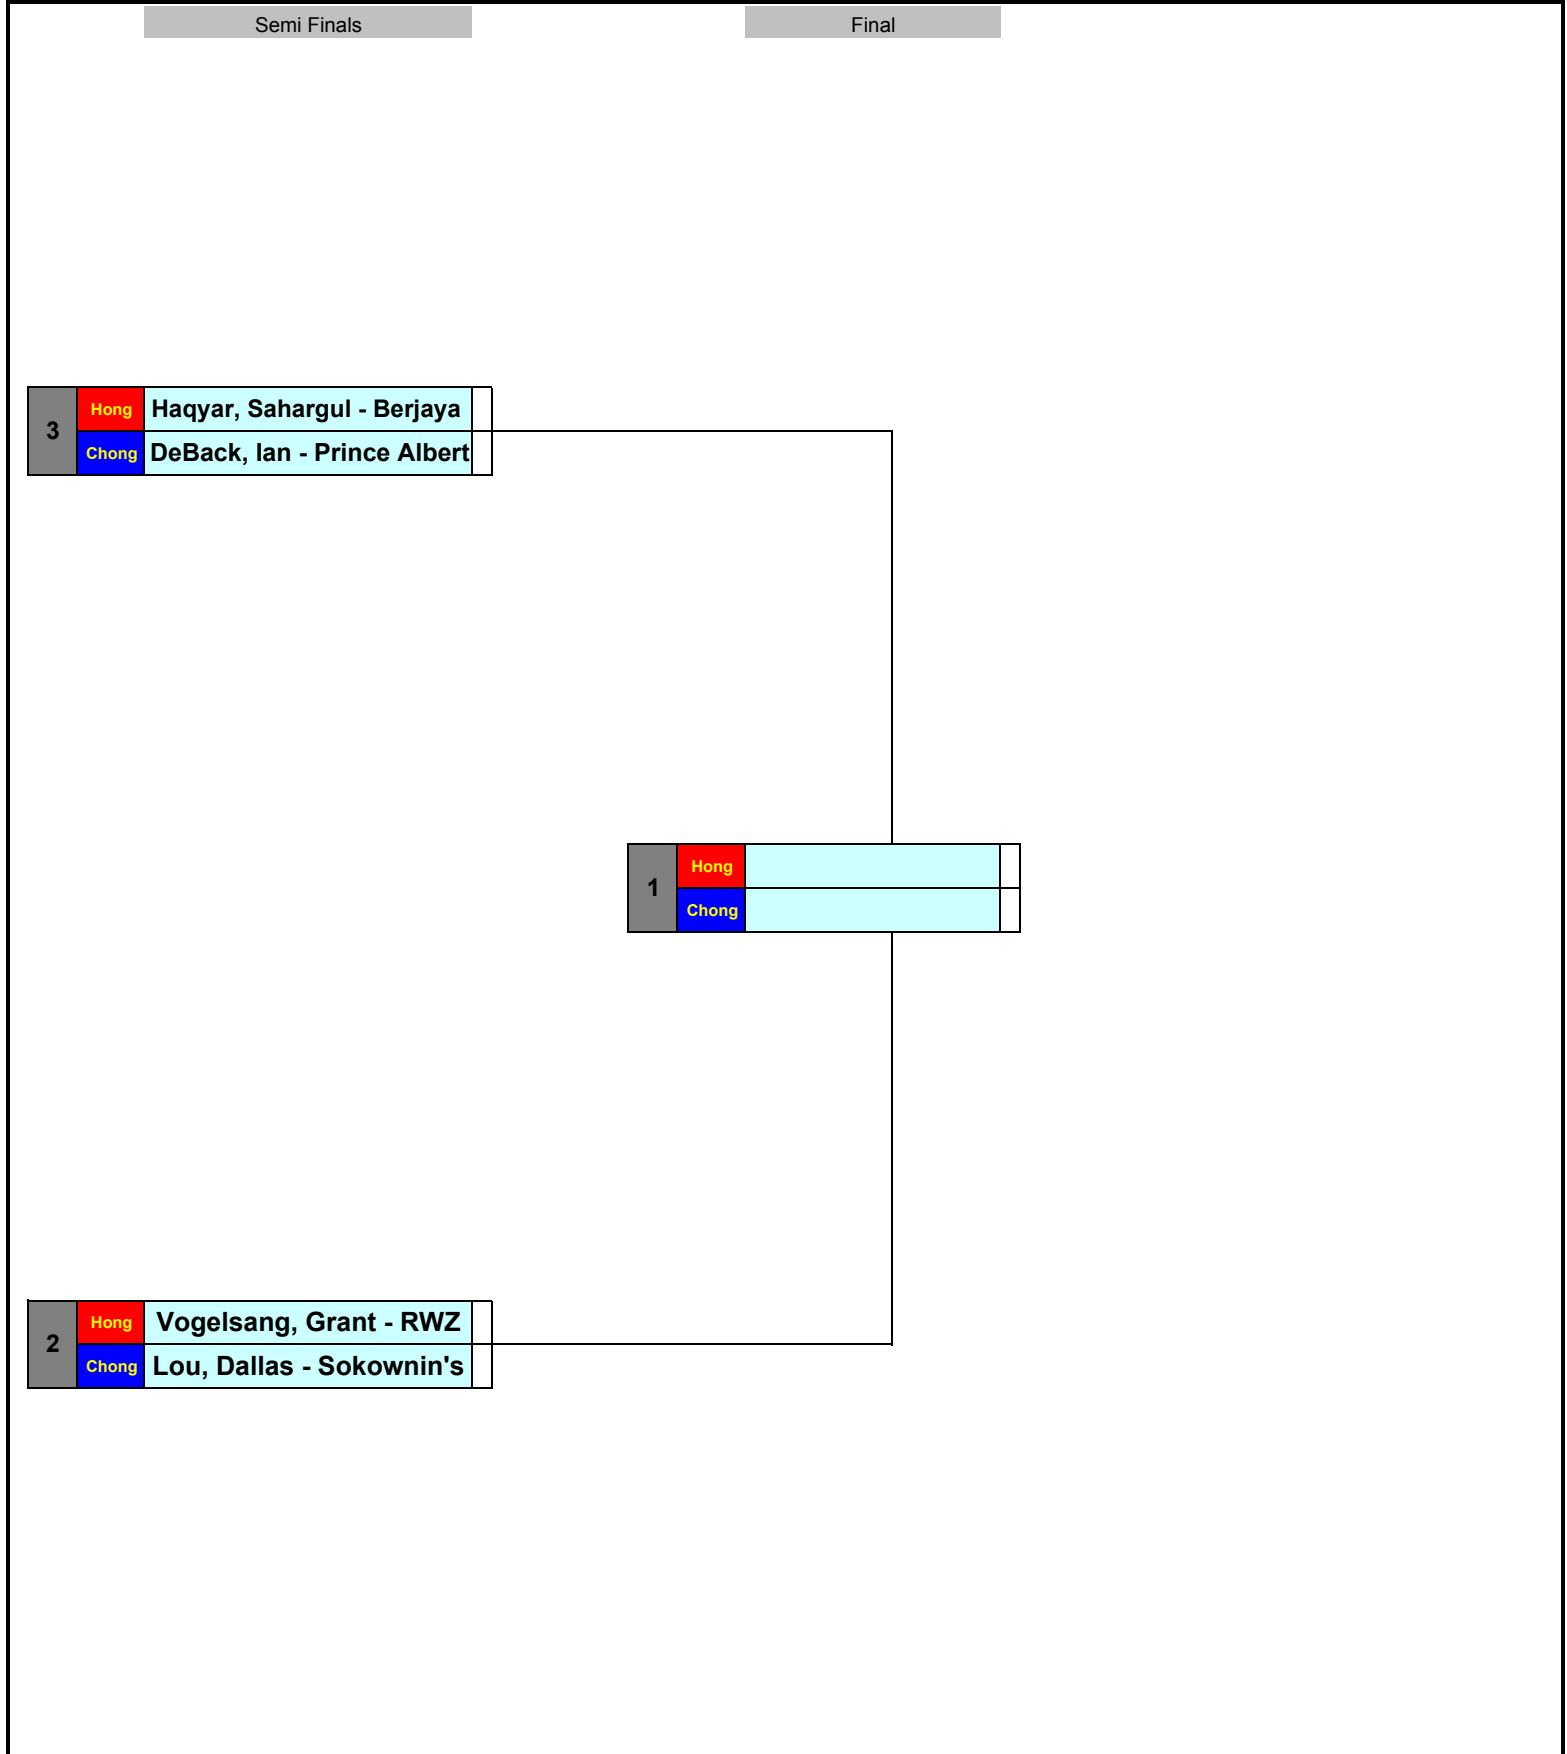 Semi Finals Final
3 Hong Haqyar, Sahargul - Berjaya
Chong DeBack, Ian - Prince Albert
1 Hong
Chong
2 Hong Vogelsang, Grant - RWZ
Chong Lou, Dallas - Sokownin's